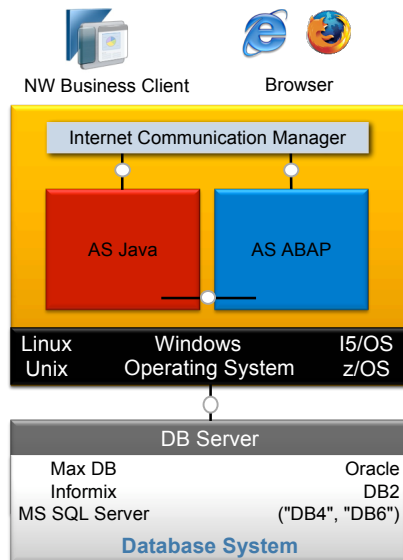 NW Business Client Browser
Internet Communication Manager
AS Java AS ABAP
Linux Windows I5/OS
Unix Operating System z/OS
DB Server
Max DB Oracle
Informix DB2
MS SQL Server ("DB4", "DB6")
Database System